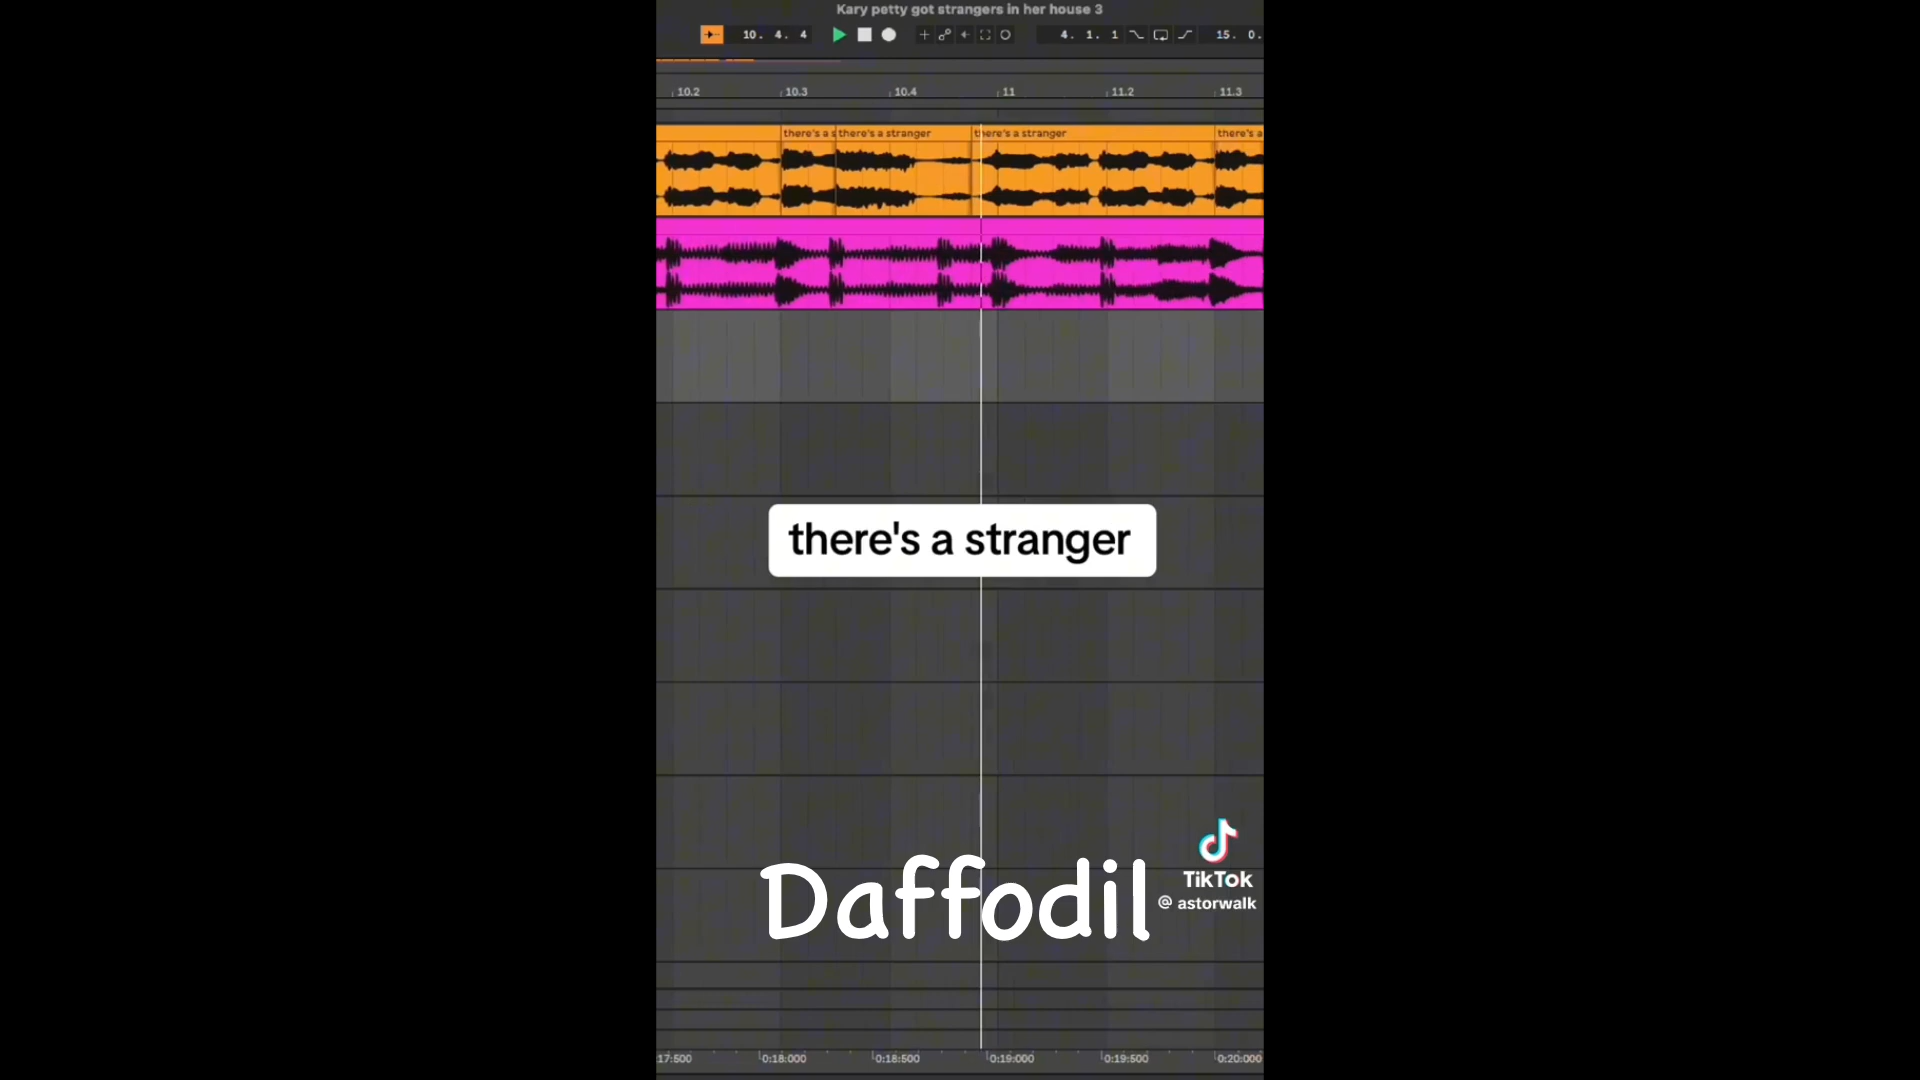 Kary petty got strangers in her house 3
10. 4. 4
4. 1. 1
15. 0.
10.2
10.3
10.4
11
11.2
11.3
there's a s
there's a stranger
there's a stranger
there's a
there's a stranger
Daffodil
TikTok
@ astorwalk
17:500
0:18:000
0:18:500
0:19:000
0:19:500
0:20:000